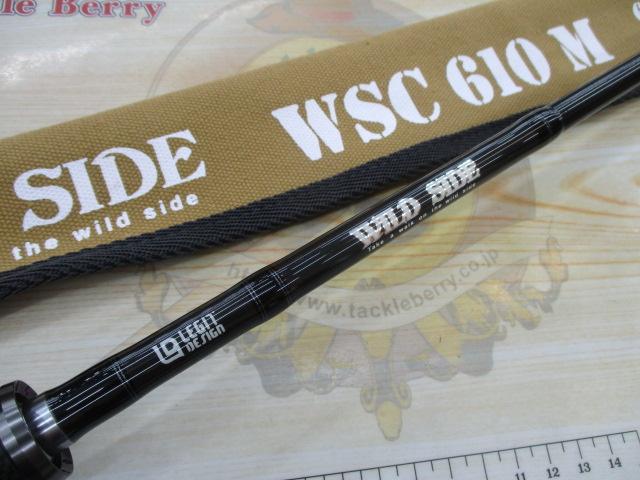 le Berry
SIDE
the wild side
WSC 610 M
WILD SIDE
Take a walk on the wild side
LEGIT
DESIGN
www.tackleberry.co.jp
11 12 13 14